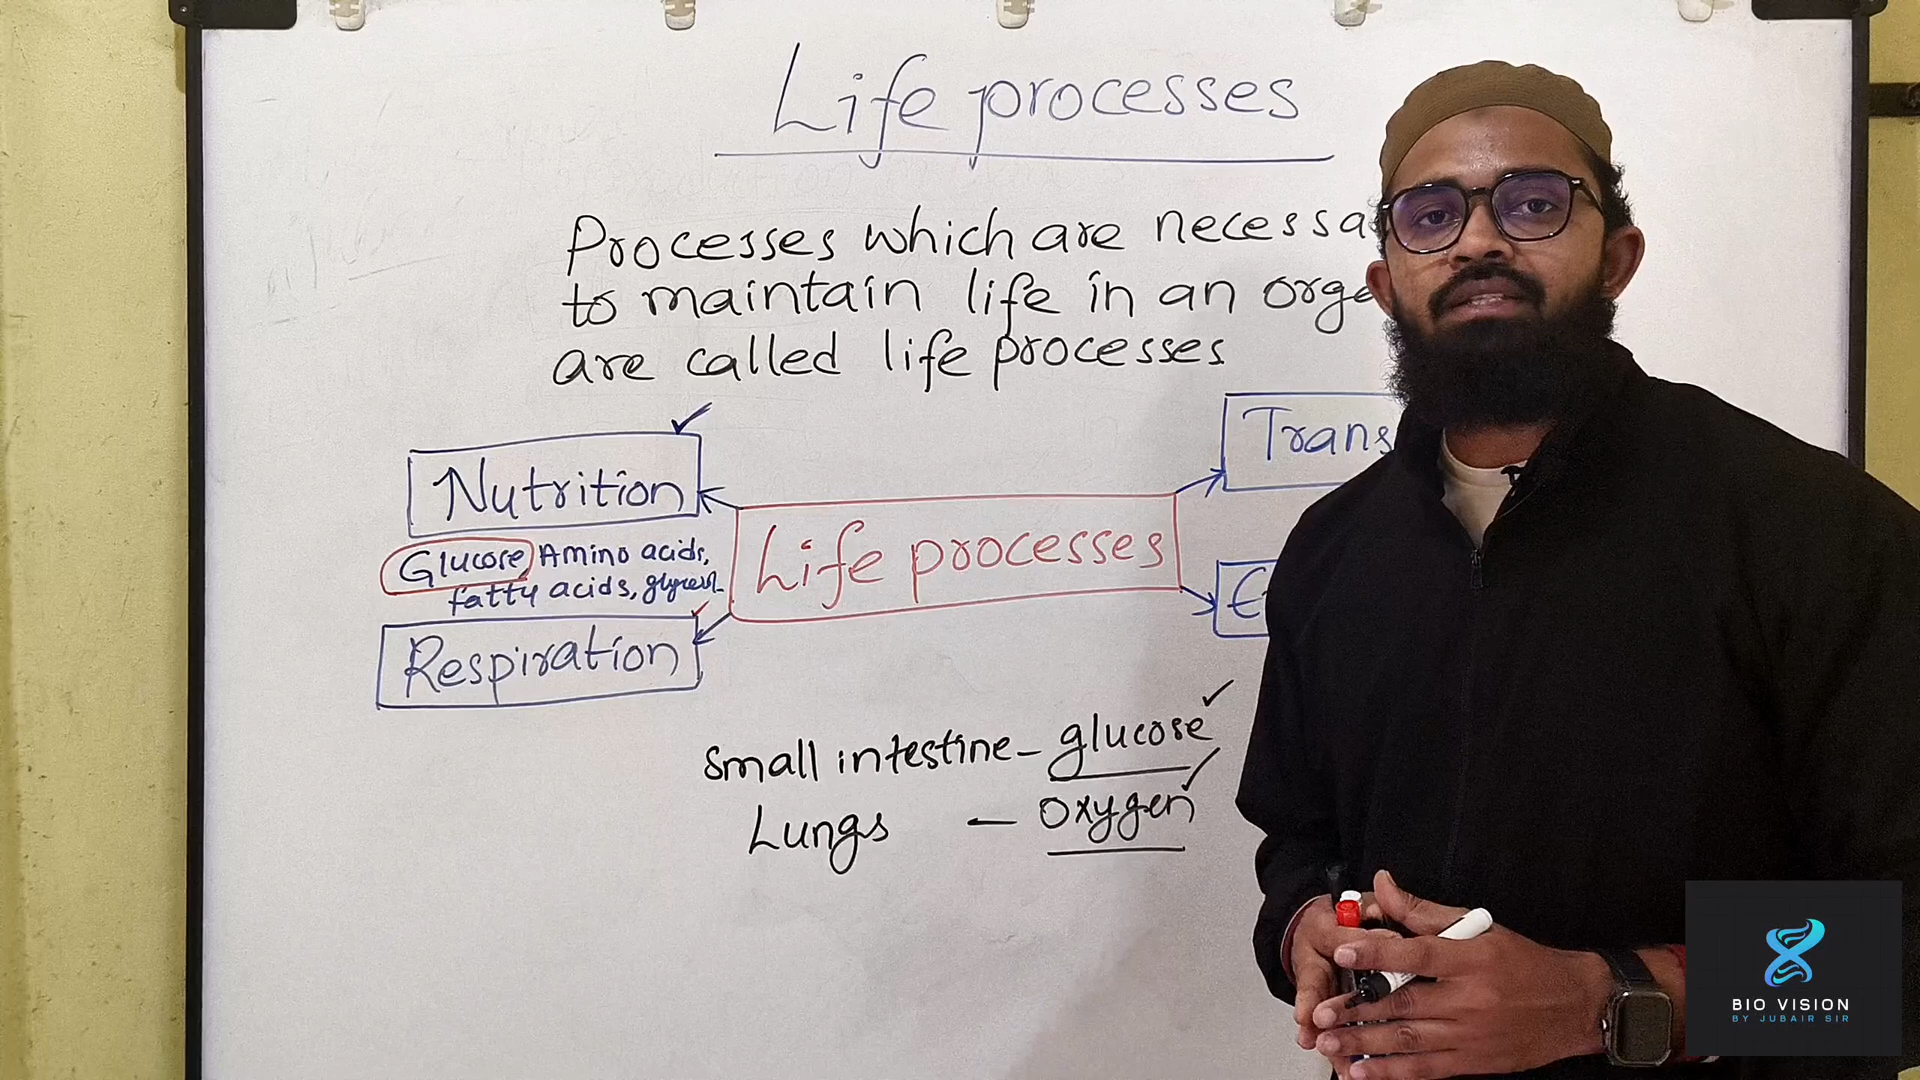 Life processes
Processes which are necessa
to maintain life in an orga
are called life processes
Nutrition
Trans
Glucose Amino acids,
fatty acids,
Life processes
Respiration
small intestine - glucose
Lungs - oxygen
BIO VISION
BY JUBAIR SIR